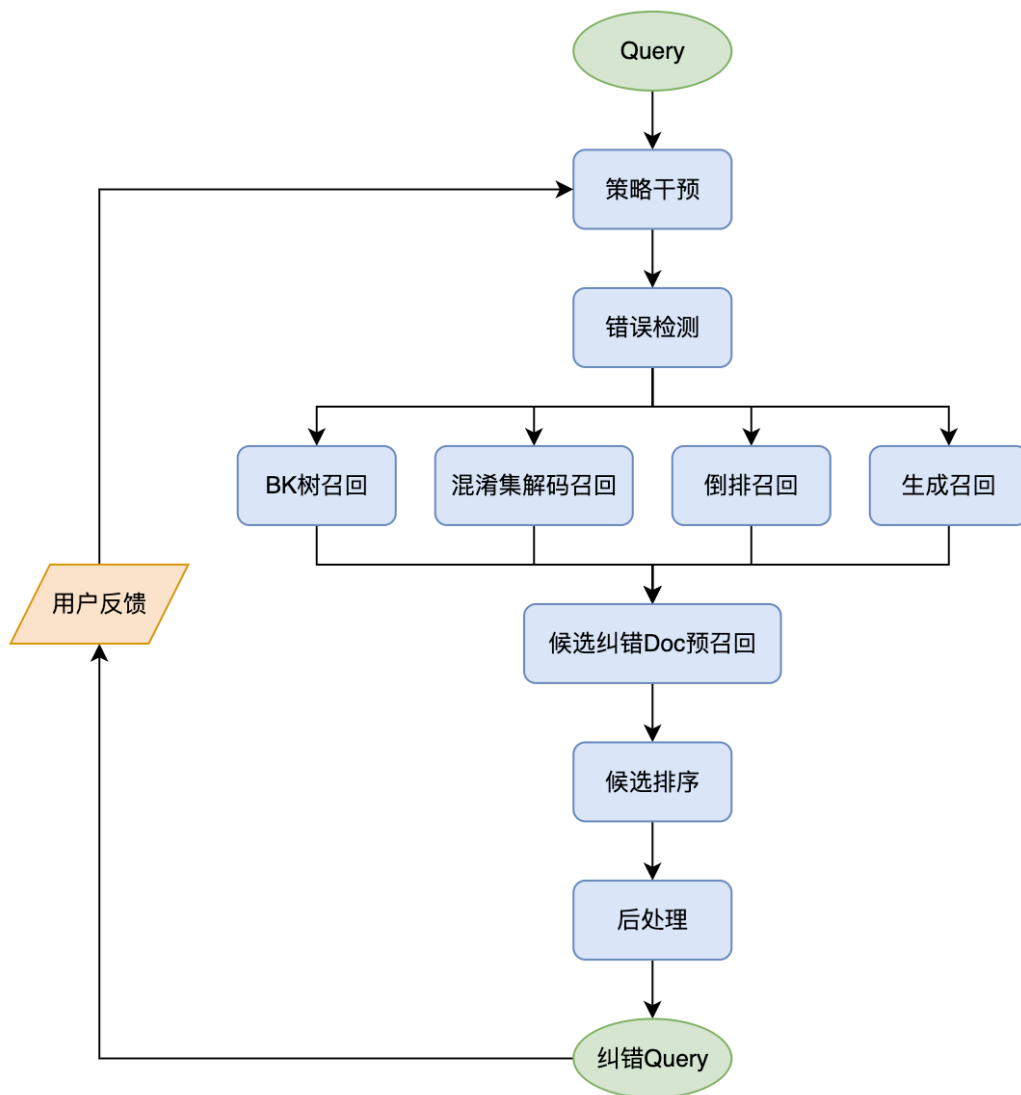 Query
策略干预
错误检测
BK树召回
混淆集解码召回
倒排召回
生成召回
用户反馈
候选纠错Doc预召回
候选排序
后处理
纠错Query